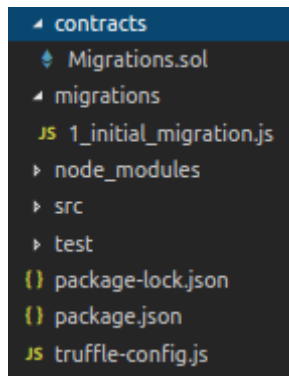 contracts
Migrations.sol
migrations
JS 1_initial_migration.js
node_modules
src
test
{} package-lock.json
{} package.json
JS truffle-config.js